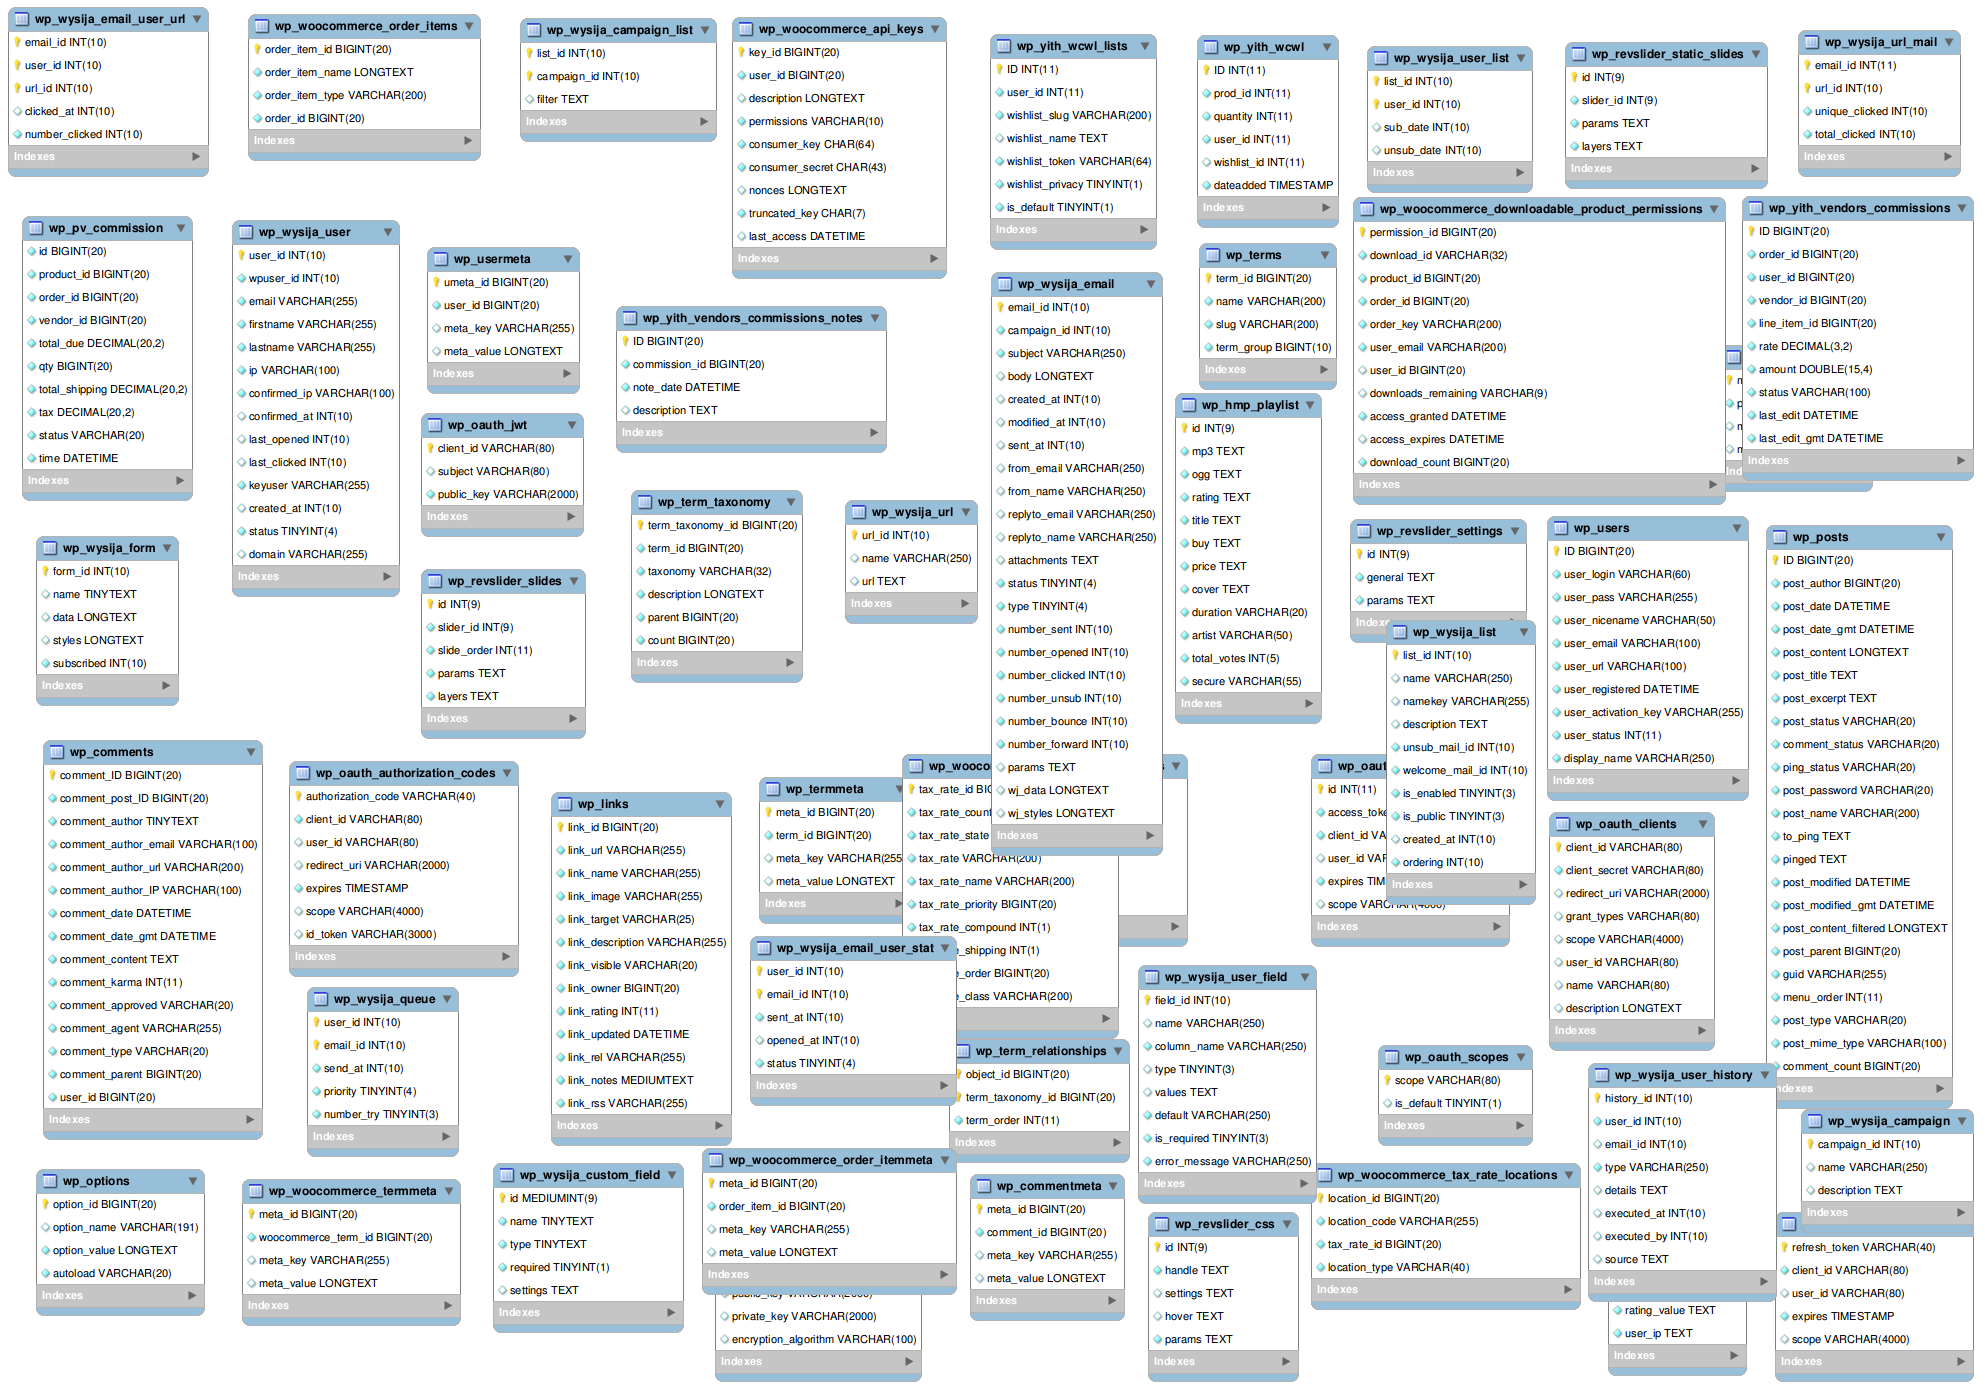 wp_wysija_email_user_url
email_id INT(10)
user_id INT(10)
url_id INT(10)
clicked_at INT(10)
number_clicked INT(10)
Indexes
wp_woocommerce_order_items
order_item_id BIGINT(20)
order_item_name LONGTEXT
order_item_type VARCHAR(200)
order_id BIGINT(20)
Indexes
wp_wysija_campaign_list
list_id INT(10)
campaign_id INT(10)
filter TEXT
Indexes
wp_woocommerce_api_keys
key_id BIGINT(20)
user_id BIGINT(20)
description LONGTEXT
permissions VARCHAR(10)
consumer_key CHAR(64)
consumer_secret CHAR(43)
nonces LONGTEXT
truncated_key CHAR(7)
last_access DATETIME
Indexes
wp_yith_wcwl_lists
ID INT(11)
user_id INT(11)
wishlist_slug VARCHAR(200)
wishlist_name TEXT
wishlist_token VARCHAR(64)
wishlist_privacy TINYINT(1)
is_default TINYINT(1)
Indexes
wp_yith_wcwl
ID INT(11)
prod_id INT(11)
quantity INT(11)
user_id INT(11)
wishlist_id INT(11)
dateadded TIMESTAMP
Indexes
wp_wysija_user_list
list_id INT(10)
user_id INT(10)
sub_date INT(10)
unsub_date INT(10)
Indexes
wp_revslider_static_slides
id INT(9)
slider_id INT(9)
params TEXT
layers TEXT
Indexes
wp_wysija_url_mail
email_id INT(11)
url_id INT(10)
unique_clicked INT(10)
total_clicked INT(10)
Indexes
wp_pv_commission
id BIGINT(20)
product_id BIGINT(20)
order_id BIGINT(20)
vendor_id BIGINT(20)
total_due DECIMAL(20,2)
qty BIGINT(20)
total_shipping DECIMAL(20,2)
tax DECIMAL(20,2)
status VARCHAR(20)
time DATETIME
Indexes
wp_wysija_user
user_id INT(10)
wpuser_id INT(10)
email VARCHAR(255)
firstname VARCHAR(255)
lastname VARCHAR(255)
ip VARCHAR(100)
confirmed_ip VARCHAR(100)
confirmed_at INT(10)
last_opened INT(10)
last_clicked INT(10)
keyuser VARCHAR(255)
created_at INT(10)
status TINYINT(4)
domain VARCHAR(255)
Indexes
wp_usermeta
umeta_id BIGINT(20)
user_id BIGINT(20)
meta_key VARCHAR(255)
meta_value LONGTEXT
Indexes
wp_yith_vendors_commissions_notes
ID BIGINT(20)
commission_id BIGINT(20)
note_date DATETIME
description TEXT
Indexes
wp_wysija_email
email_id INT(10)
campaign_id INT(10)
subject VARCHAR(250)
body LONGTEXT
created_at INT(10)
modified_at INT(10)
sent_at INT(10)
from_email VARCHAR(250)
from_name VARCHAR(250)
replyto_email VARCHAR(250)
replyto_name VARCHAR(250)
attachments TEXT
status TINYINT(4)
type TINYINT(4)
number_sent INT(10)
number_opened INT(10)
number_clicked INT(10)
number_unsub INT(10)
number_bounce INT(10)
number_forward INT(10)
params TEXT
wj_data LONGTEXT
wj_styles LONGTEXT
Indexes
wp_terms
term_id BIGINT(20)
name VARCHAR(200)
slug VARCHAR(200)
term_group BIGINT(10)
Indexes
wp_woocommerce_downloadable_product_permissions
permission_id BIGINT(20)
download_id VARCHAR(32)
product_id BIGINT(20)
order_id BIGINT(20)
order_key VARCHAR(200)
user_email VARCHAR(200)
user_id BIGINT(20)
downloads_remaining VARCHAR(9)
access_granted DATETIME
access_expires DATETIME
download_count BIGINT(20)
Indexes
wp_yith_vendors_commissions
ID BIGINT(20)
order_id BIGINT(20)
user_id BIGINT(20)
vendor_id BIGINT(20)
line_item_id BIGINT(20)
rate DECIMAL(3,2)
amount DOUBLE(15,4)
status VARCHAR(100)
last_edit DATETIME
last_edit_gmt DATETIME
Indexes
wp_oauth_jwt
client_id VARCHAR(80)
subject VARCHAR(80)
public_key VARCHAR(2000)
Indexes
wp_hmp_playlist
id INT(9)
mp3 TEXT
ogg TEXT
rating TEXT
title TEXT
buy TEXT
price TEXT
cover TEXT
duration VARCHAR(20)
artist VARCHAR(50)
total_votes INT(5)
secure VARCHAR(55)
Indexes
wp_wysija_form
form_id INT(10)
name TINYTEXT
data LONGTEXT
styles LONGTEXT
subscribed INT(10)
Indexes
wp_revslider_slides
id INT(9)
slider_id INT(9)
slide_order INT(11)
params TEXT
layers TEXT
Indexes
wp_term_taxonomy
term_taxonomy_id BIGINT(20)
term_id BIGINT(20)
taxonomy VARCHAR(32)
description LONGTEXT
parent BIGINT(20)
count BIGINT(20)
Indexes
wp_wysija_url
url_id INT(10)
name VARCHAR(250)
url TEXT
Indexes
wp_revslider_settings
id INT(9)
general TEXT
params TEXT
wp_wysija_list
list_id INT(10)
name VARCHAR(250)
namekey VARCHAR(255)
description TEXT
unsub_mail_id INT(10)
welcome_mail_id INT(10)
is_enabled TINYINT(3)
is_public TINYINT(3)
created_at INT(10)
ordering INT(10)
Indexes
wp_users
ID BIGINT(20)
user_login VARCHAR(60)
user_pass VARCHAR(255)
user_nicename VARCHAR(50)
user_email VARCHAR(100)
user_url VARCHAR(100)
user_registered DATETIME
user_activation_key VARCHAR(255)
user_status INT(11)
display_name VARCHAR(250)
Indexes
wp_posts
ID BIGINT(20)
post_author BIGINT(20)
post_date DATETIME
post_date_gmt DATETIME
post_content LONGTEXT
post_title TEXT
post_excerpt TEXT
post_status VARCHAR(20)
comment_status VARCHAR(20)
ping_status VARCHAR(20)
post_password VARCHAR(20)
post_name VARCHAR(200)
to_ping TEXT
pinged TEXT
post_modified DATETIME
post_modified_gmt DATETIME
post_content_filtered LONGTEXT
post_parent BIGINT(20)
guid VARCHAR(255)
menu_order INT(11)
post_type VARCHAR(20)
post_mime_type VARCHAR(100)
comment_count BIGINT(20)
wp_comments
comment_ID BIGINT(20)
comment_post_ID BIGINT(20)
comment_author TINYTEXT
comment_author_email VARCHAR(100)
comment_author_url VARCHAR(200)
comment_author_IP VARCHAR(100)
comment_date DATETIME
comment_date_gmt DATETIME
comment_content TEXT
comment_karma INT(11)
comment_approved VARCHAR(20)
comment_agent VARCHAR(255)
comment_type VARCHAR(20)
comment_parent BIGINT(20)
user_id BIGINT(20)
Indexes
wp_oauth_authorization_codes
authorization_code VARCHAR(40)
client_id VARCHAR(80)
user_id VARCHAR(80)
redirect_uri VARCHAR(2000)
expires TIMESTAMP
scope VARCHAR(4000)
id_token VARCHAR(3000)
Indexes
wp_links
link_id BIGINT(20)
link_url VARCHAR(255)
link_name VARCHAR(255)
link_image VARCHAR(255)
link_target VARCHAR(25)
link_description VARCHAR(255)
link_visible VARCHAR(20)
link_owner BIGINT(20)
link_rating INT(11)
link_updated DATETIME
link_rel VARCHAR(255)
link_notes MEDIUMTEXT
link_rss VARCHAR(255)
Indexes
wp_termmeta
meta_id BIGINT(20)
term_id BIGINT(20)
meta_key VARCHAR(255
meta_value LONGTEXT
Indexes
tax_rate_id
tax_rate_state
tax_rate VARCHAR(200)
tax_rate_name VARCHAR(200)
tax_rate_priority BIGINT(20)
tax_rate_compound INT(1)
_shipping INT(1)
_order BIGINT(20)
_class VARCHAR(200)
id INT(11)
client_id
user_id
expires
scope VARCHAR(4000)
Indexes
wp_oauth_clients
client_id VARCHAR(80)
client_secret VARCHAR(80)
redirect_uri VARCHAR(2000)
grant_types VARCHAR(80)
scope VARCHAR(4000)
user_id VARCHAR(80)
name VARCHAR(80)
description LONGTEXT
Indexes
wp_wysija_email_user_stat
user_id INT(10)
email_id INT(10)
sent_at INT(10)
opened_at INT(10)
status TINYINT(4)
Indexes
wp_wysija_user_field
field_id INT(10)
name VARCHAR(250)
column_name VARCHAR(250)
type TINYINT(3)
values TEXT
default VARCHAR(250)
is_required TINYINT(3)
error_message VARCHAR(250)
Indexes
wp_wysija_queue
user_id INT(10)
email_id INT(10)
send_at INT(10)
priority TINYINT(4)
number_try TINYINT(3)
Indexes
wp_term_relationships
object_id BIGINT(20)
term_taxonomy_id BIGINT(20)
term_order INT(11)
Indexes
wp_oauth_scopes
scope VARCHAR(80)
is_default TINYINT(1)
Indexes
wp_wysija_user_history
history_id INT(10)
user_id INT(10)
email_id INT(10)
type VARCHAR(250)
details TEXT
executed_at INT(10)
executed_by INT(10)
source TEXT
Indexes
wp_wysija_campaign
campaign_id INT(10)
name VARCHAR(250)
description TEXT
Indexes
wp_options
option_id BIGINT(20)
option_name VARCHAR(191)
option_value LONGTEXT
autoload VARCHAR(20)
Indexes
wp_woocommerce_termmeta
meta_id BIGINT(20)
woocommerce_term_id BIGINT(20)
meta_key VARCHAR(255)
meta_value LONGTEXT
Indexes
wp_wysija_custom_field
id MEDIUMINT(9)
name TINYTEXT
type TINYTEXT
required TINYINT(1)
settings TEXT
Indexes
wp_woocommerce_order_itemmeta
meta_id BIGINT(20)
order_item_id BIGINT(20)
meta_key VARCHAR(255)
meta_value LONGTEXT
Indexes
private_key VARCHAR(2000)
encryption_algorithm VARCHAR(100)
Indexes
wp_commentmeta
meta_id BIGINT(20)
comment_id BIGINT(20)
meta_key VARCHAR(255)
meta_value LONGTEXT
Indexes
wp_revslider_css
id INT(9)
handle TEXT
settings TEXT
hover TEXT
params TEXT
Indexes
wp_woocommerce_tax_rate_locations
location_id BIGINT(20)
location_code VARCHAR(255)
tax_rate_id BIGINT(20)
location_type VARCHAR(40)
Indexes
rating_value TEXT
user_ip TEXT
Indexes
refresh_token VARCHAR(40)
client_id VARCHAR(80)
user_id VARCHAR(80)
expires TIMESTAMP
scope VARCHAR(4000)
Indexes